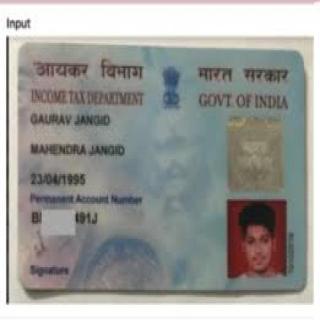 Input
आयकर विभाग
भारत सरकार
INCOME TAX DEPARTMENT
GOVT. OF INDIA
GAURAV JANGID
MAHENDRA JANGID
23/04/1995
Permanent Account Number
491J
Signature